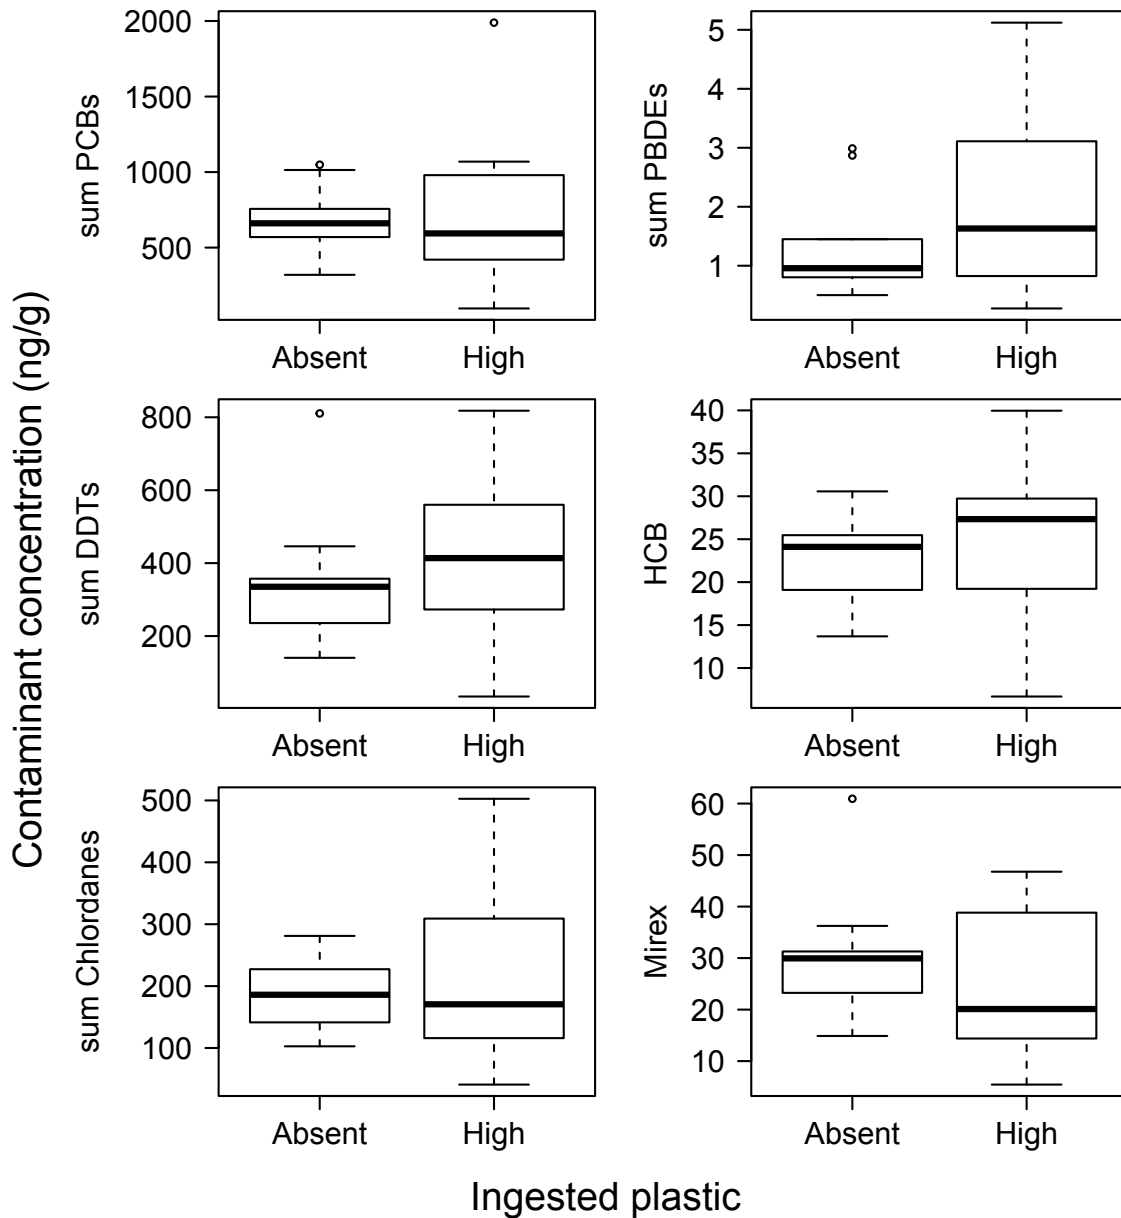 Contaminant concentration (ng/g)
sum PCBs
2000
1500
1000
500
Absent High
sum PBDEs
5
4
3
2
1
Absent High
sum DDTs
800
600
400
200
Absent High
HCB
40
35
30
25
20
15
10
Absent High
sum Chlordanes
500
400
300
200
100
Absent High
Mirex
60
50
40
30
20
10
Absent High
Ingested plastic